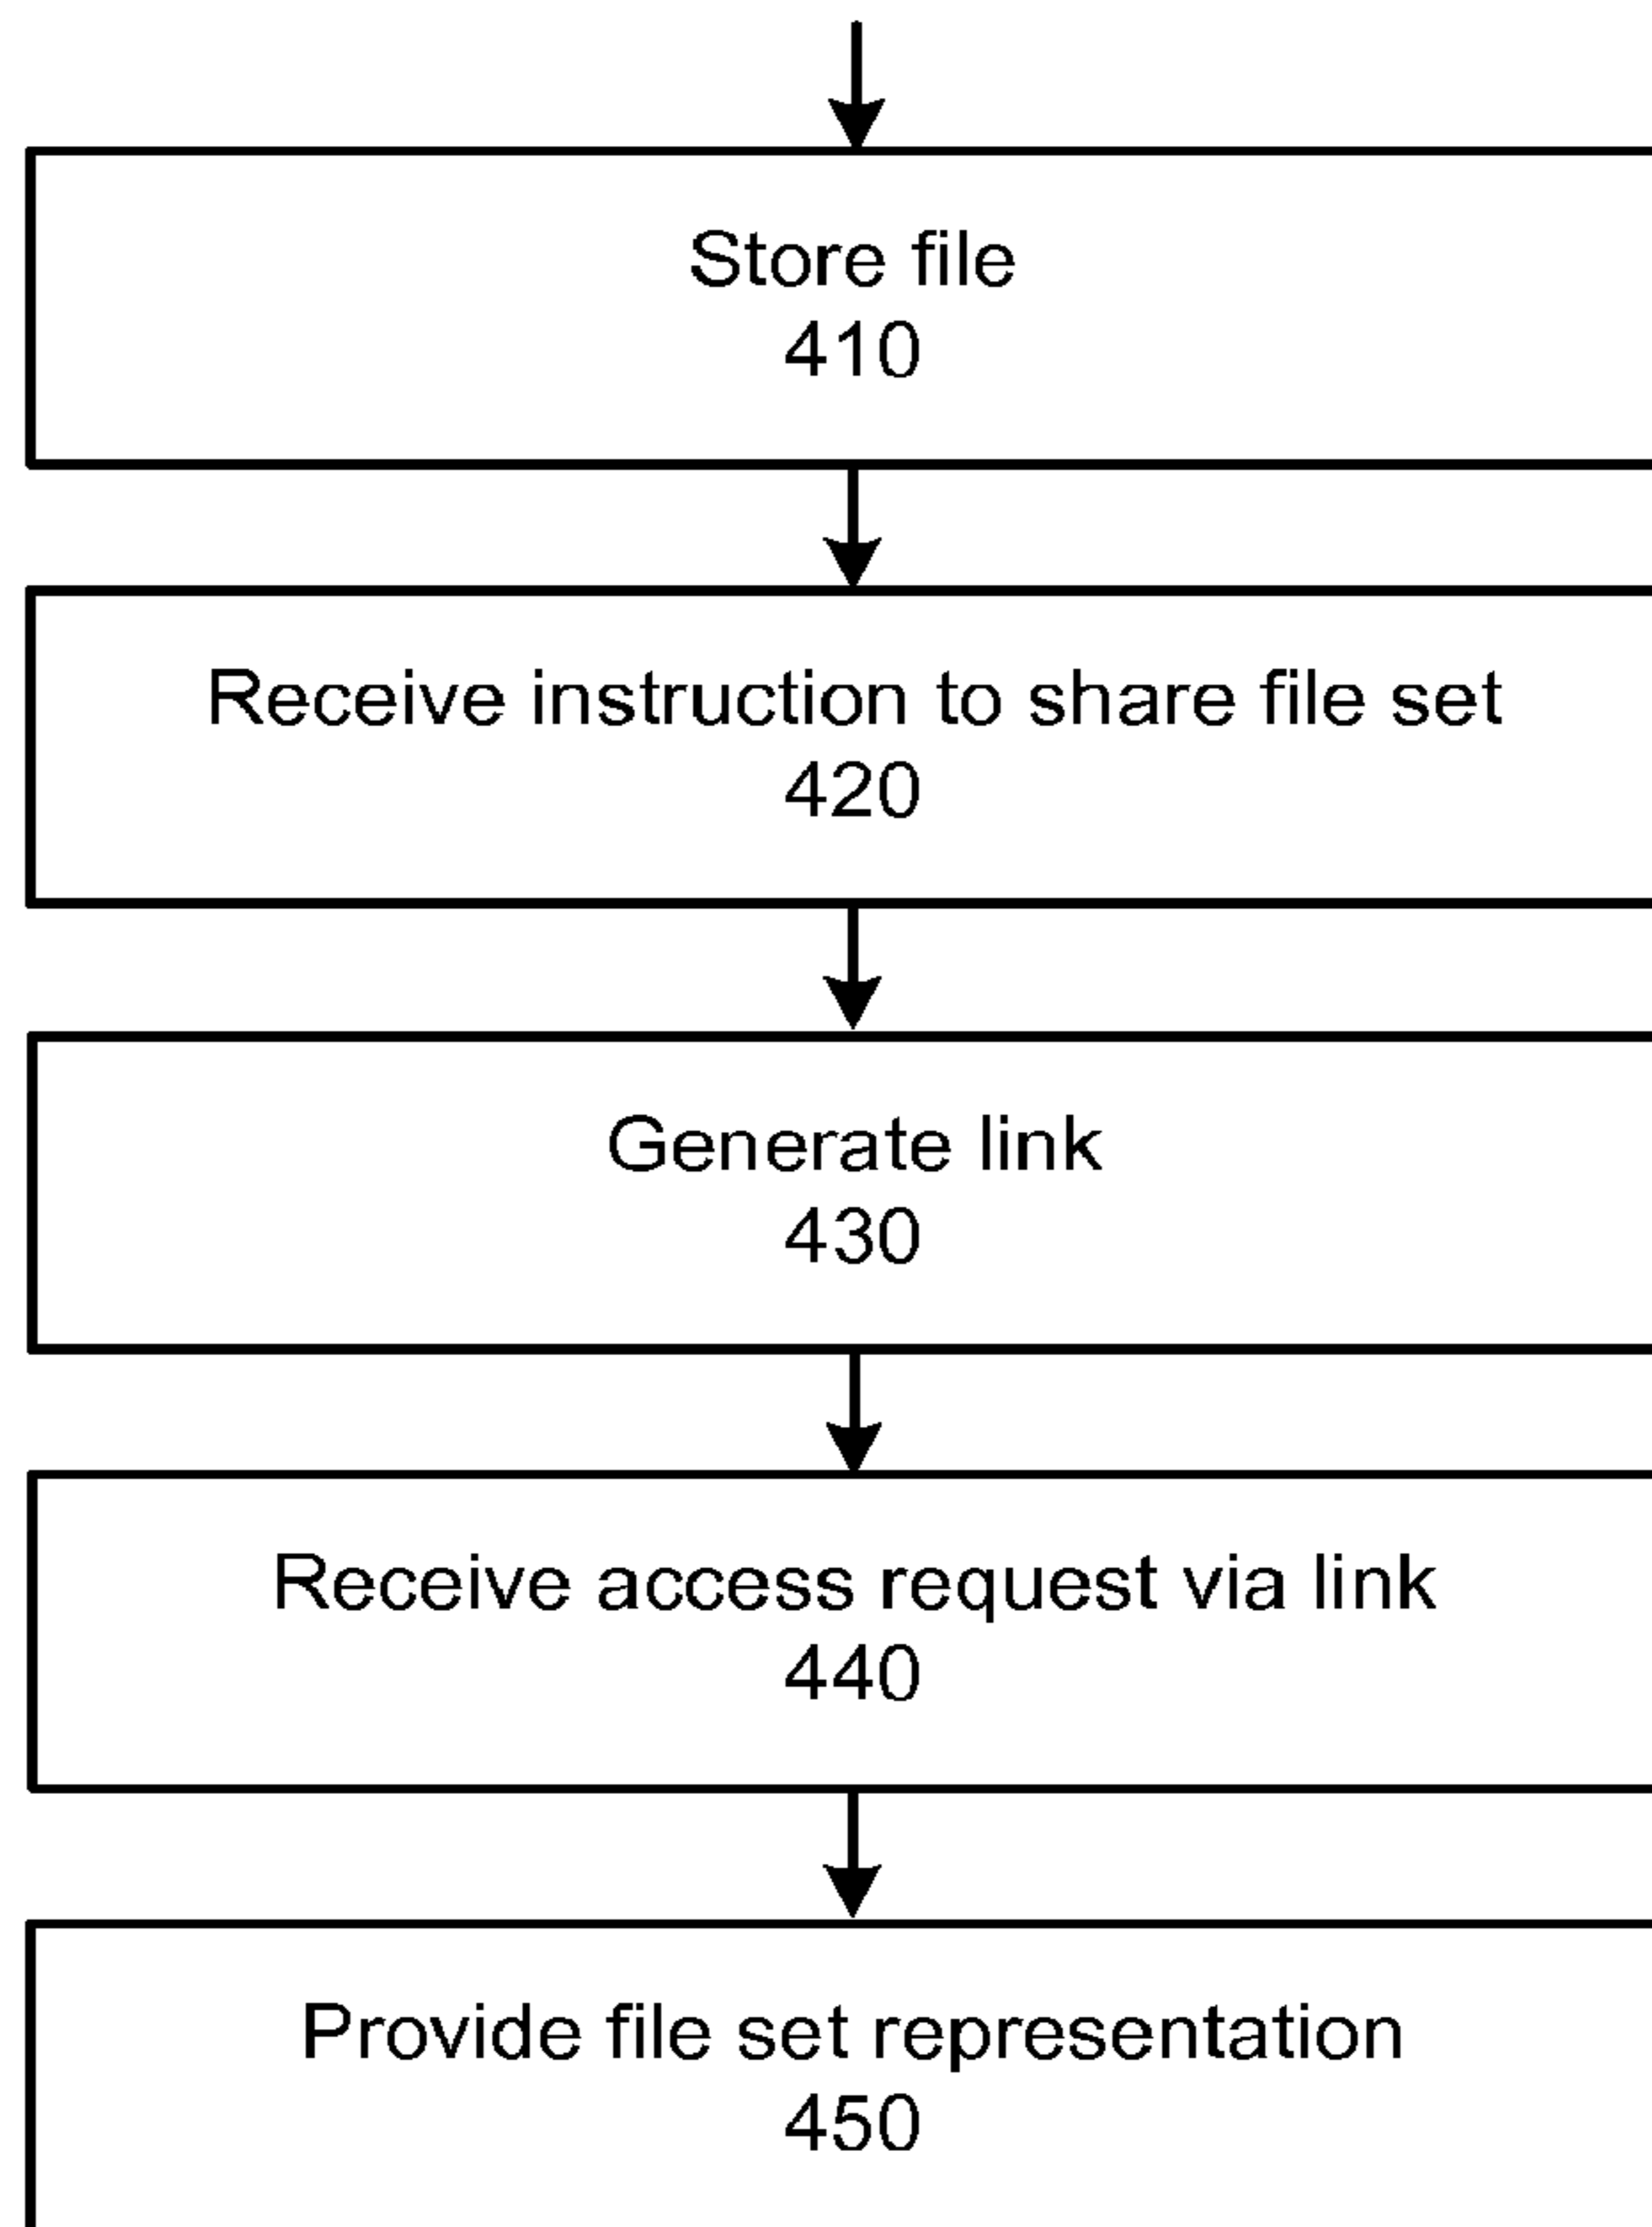 Store file
410
Receive instruction to share file set
420
Generate link
430
Receive access request via link
440
Provide file set representation
450